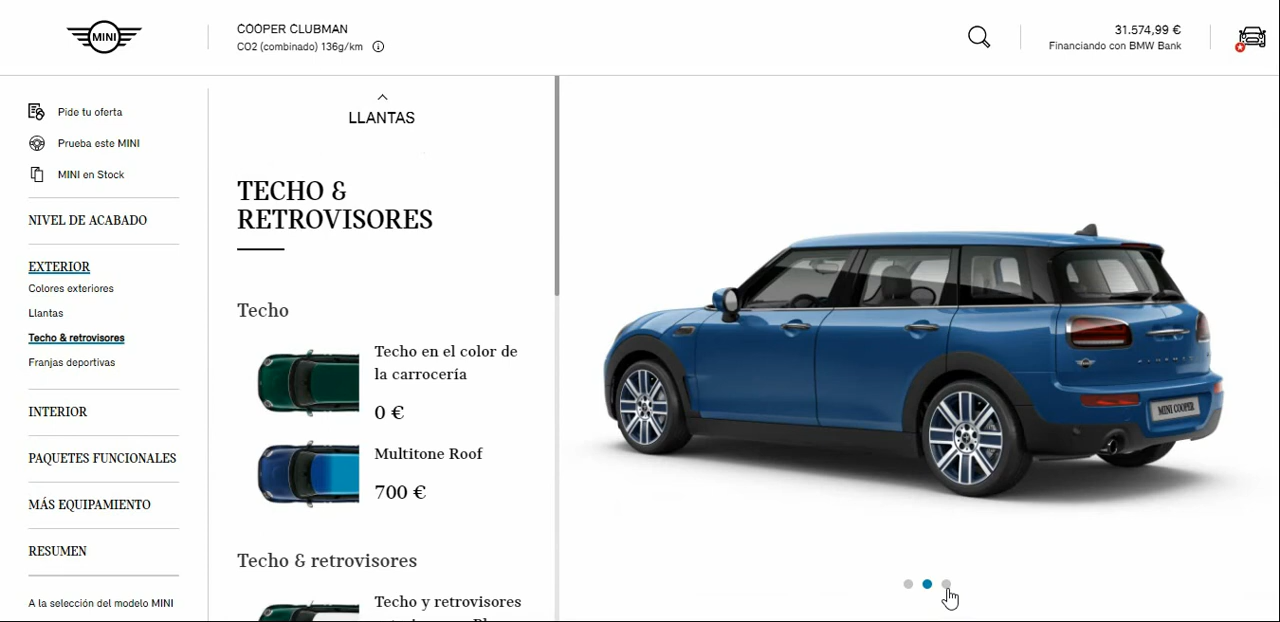 MINI
COOPER CLUBMAN
CO2 (combinado) 136g/km
31.574,99 €
Financiando con BMW Bank
Pide tu oferta
Prueba este MINI
MINI en Stock
NIVEL DE ACABADO
EXTERIOR
Colores exteriores
Llantas
Techo & retrovisores
Franjas deportivas
INTERIOR
PAQUETES FUNCIONALES
MÁS EQUIPAMIENTO
RESUMEN
A la selección del modelo MINI
LLANTAS
TECHO &
RETROVISORES
Techo
Techo en el color de
la carrocería
0 €
Multitone Roof
700 €
Techo & retrovisores
Techo y retrovisores
MINI COOPER